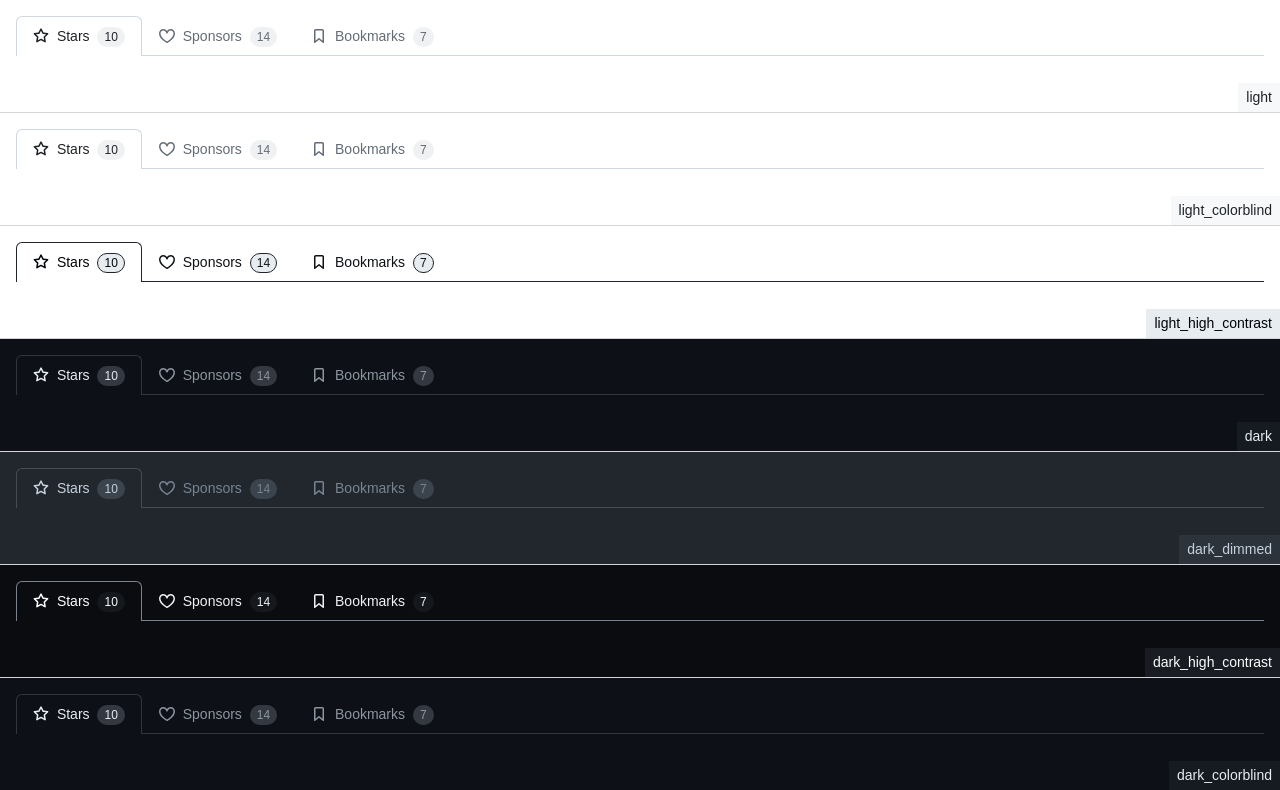 Stars 10 Sponsors 14 Bookmarks 7
light
Stars 10 Sponsors 14 Bookmarks 7
light_colorblind
Stars 10 Sponsors 14 Bookmarks 7
light_high_contrast
Stars 10 Sponsors 14 Bookmarks 7
dark
Stars 10 Sponsors 14 Bookmarks 7
dark_dimmed
Stars 10 Sponsors 14 Bookmarks 7
dark_high_contrast
Stars 10 Sponsors 14 Bookmarks 7
dark_colorblind